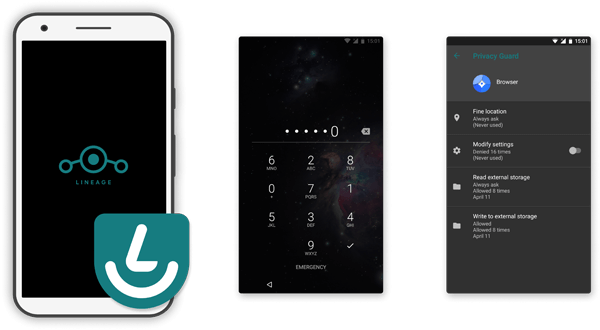 LINEAGE
15:01
•••••0
6 2 8
MNO ABC TUV
0 7 1
+ PQRS
5 3 4
JKL DEF GHI
9
WXYZ
EMERGENCY
15:01
Privacy Guard
Browser
Fine location
Always ask
(Never used)
Modify settings
Denied 16 times
(Never used)
Read external storage
Always ask
Allowed 8 times
April 11
Write to external storage
Allowed
Allowed 8 times
April 11